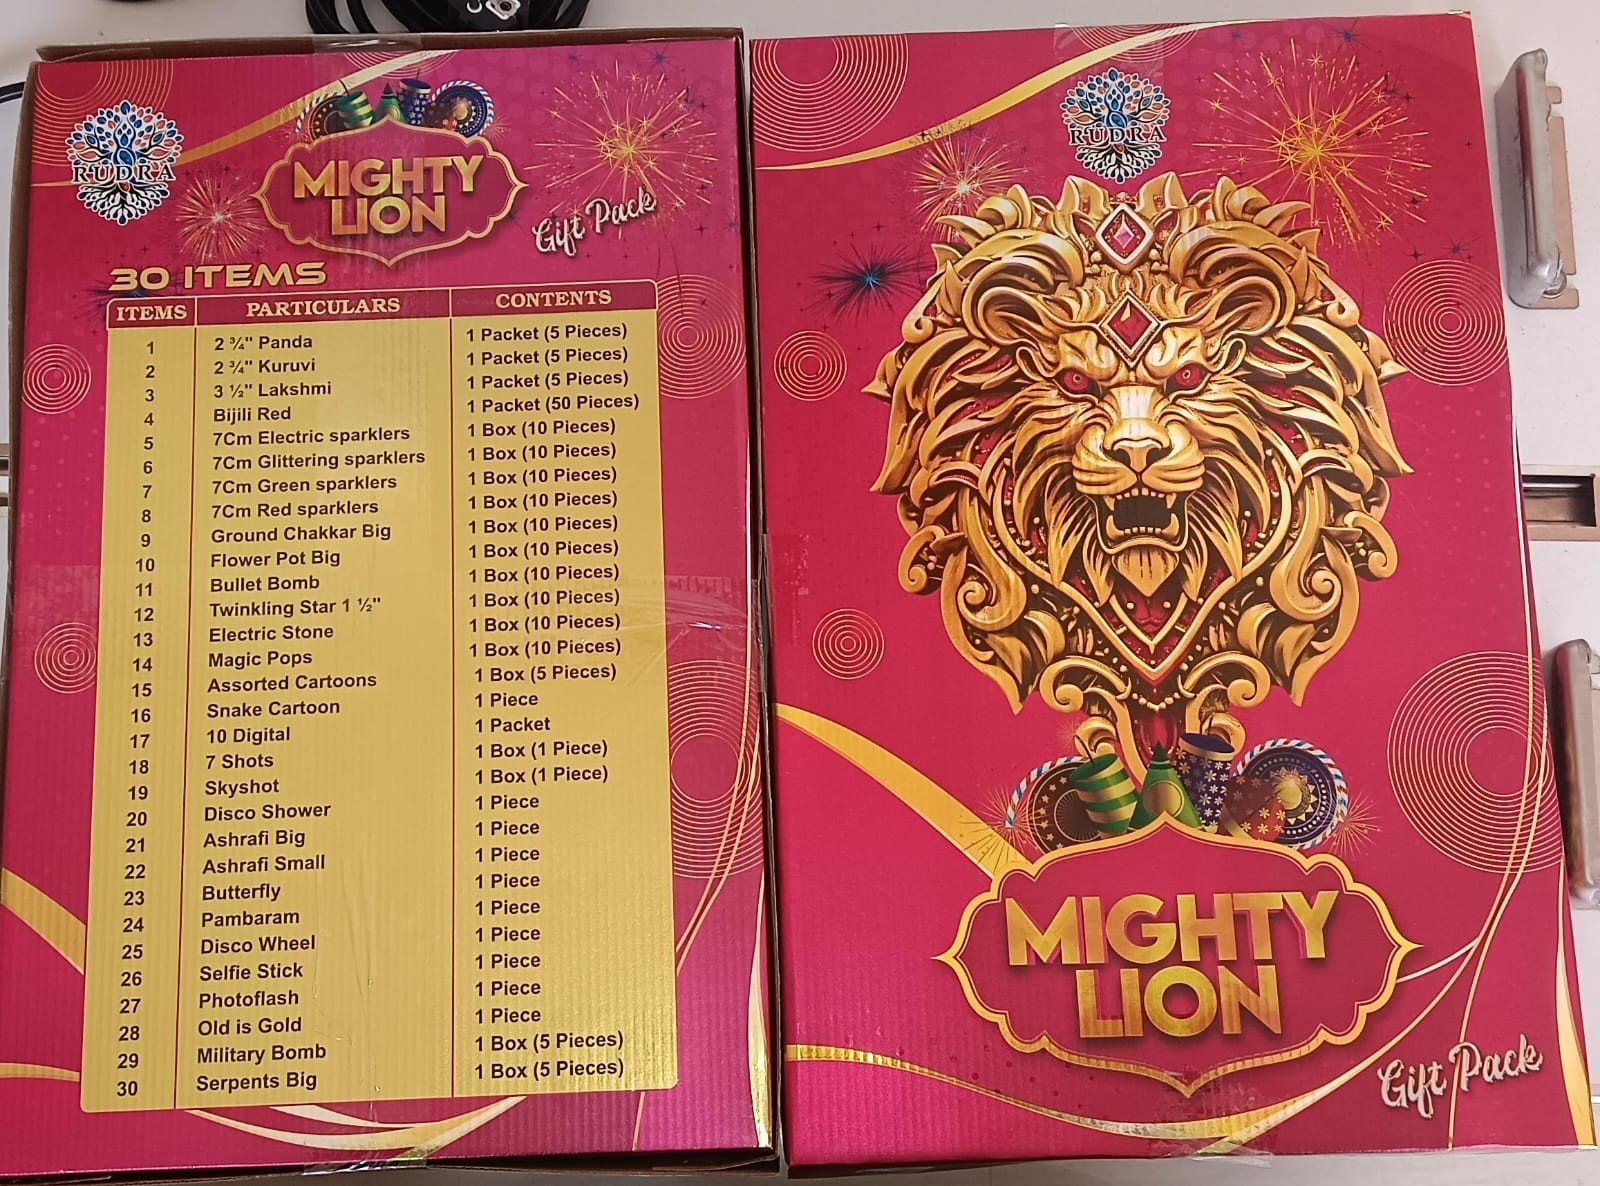 RUDRA
MIGHTY
LION
Gift Pack
30 ITEMS
ITEMS PARTICULARS CONTENTS
1 2 ¾" Panda 1 Packet (5 Pieces)
2 2 ¾" Kuruvi 1 Packet (5 Pieces)
3 3 ½" Lakshmi 1 Packet (5 Pieces)
4 Bijili Red 1 Packet (50 Pieces)
5 7Cm Electric sparklers 1 Box (10 Pieces)
6 7Cm Glittering sparklers 1 Box (10 Pieces)
7 7Cm Green sparklers 1 Box (10 Pieces)
8 7Cm Red sparklers 1 Box (10 Pieces)
9 Ground Chakkar Big 1 Box (10 Pieces)
10 Flower Pot Big 1 Box (10 Pieces)
11 Bullet Bomb 1 Box (10 Pieces)
12 Twinkling Star 1 ½" 1 Box (10 Pieces)
13 Electric Stone 1 Box (10 Pieces)
14 Magic Pops 1 Box (10 Pieces)
15 Assorted Cartoons 1 Box (5 Pieces)
16 Snake Cartoon 1 Piece
17 10 Digital 1 Packet
18 7 Shots 1 Box (1 Piece)
19 Skyshot 1 Box (1 Piece)
20 Disco Shower 1 Piece
21 Ashrafi Big 1 Piece
22 Ashrafi Small 1 Piece
23 Butterfly 1 Piece
24 Pambaram 1 Piece
25 Disco Wheel 1 Piece
26 Selfie Stick 1 Piece
27 Photoflash 1 Piece
28 Old is Gold 1 Piece
29 Military Bomb 1 Box (5 Pieces)
30 Serpents Big 1 Box (5 Pieces)
RUDRA
MIGHTY
LION
Gift Pack